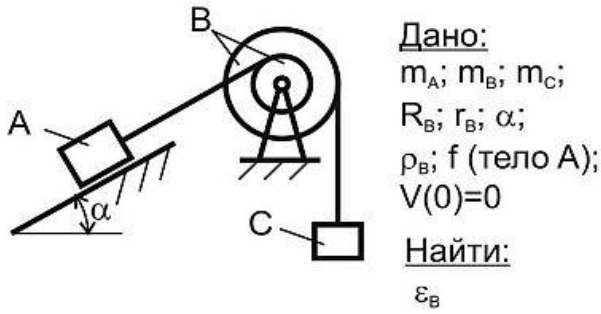 B
A
α
C
Дано:
m_A; m_B; m_C;
R_B; r_B; α;
ρ_B; f (тело А);
V(0)=0
Найти:
ε_B